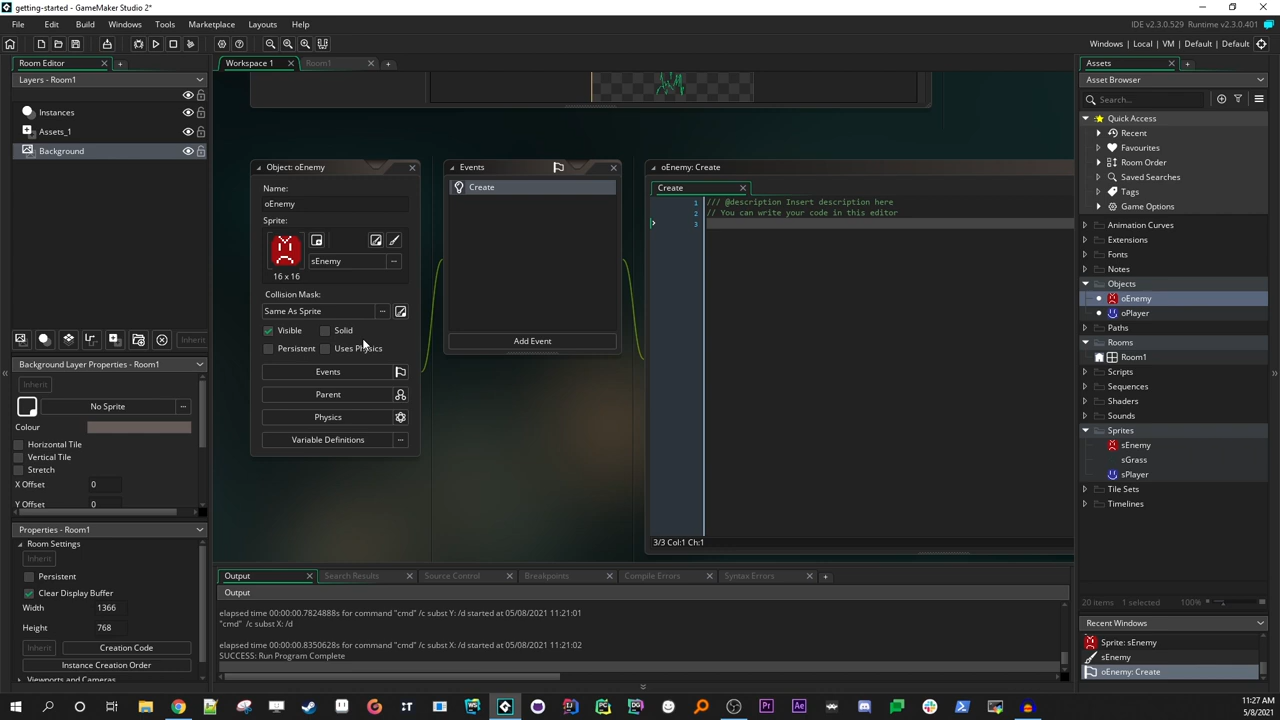 getting-started - GameMaker Studio 2*
File Edit Build Windows Tools Marketplace Layouts Help
IDE v2.3.0.529 Runtime v2.3.0.401
Windows | Local | VM | Default | Default
Room Editor
Layers - Room1
Instances
Assets_1
Background
Inherit
Background Layer Properties - Room1
Inherit
No Sprite
Colour
Horizontal Tile
Vertical Tile
Stretch
X Offset 0
Y Offset 0
Properties - Room1
Room Settings
Inherit
Persistent
Clear Display Buffer
Width 1366
Height 768
Inherit Creation Code
Instance Creation Order
Viewports and Cameras
Workspace 1
Room1
Object: oEnemy
Name:
oEnemy
Sprite:
sEnemy
16 x 16
Collision Mask:
Same As Sprite
Visible Solid
Persistent Uses Physics
Events
Parent
Physics
Variable Definitions
Events
Create
Add Event
oEnemy: Create
Create
1 /// @description Insert description here
2 // You can write your code in this editor
3
3/3 Col:1 Ch:1
Output Search Results Source Control Breakpoints Compile Errors Syntax Errors
Output
elapsed time 00:00:00.7824888s for command "cmd" /c subst Y: /d started at 05/08/2021 11:21:01
"cmd" /c subst X: /d
elapsed time 00:00:00.8350628s for command "cmd" /c subst X: /d started at 05/08/2021 11:21:02
SUCCESS: Run Program Complete
Assets
Asset Browser
Search...
Quick Access
Recent
Favourites
Room Order
Saved Searches
Tags
Game Options
Animation Curves
Extensions
Fonts
Notes
Objects
oEnemy
oPlayer
Paths
Rooms
Room1
Scripts
Sequences
Shaders
Sounds
Sprites
sEnemy
sGrass
sPlayer
Tile Sets
Timelines
20 items 1 selected 100%
Recent Windows
Sprite: sEnemy
sEnemy
oEnemy: Create
11:27 AM
5/8/2021